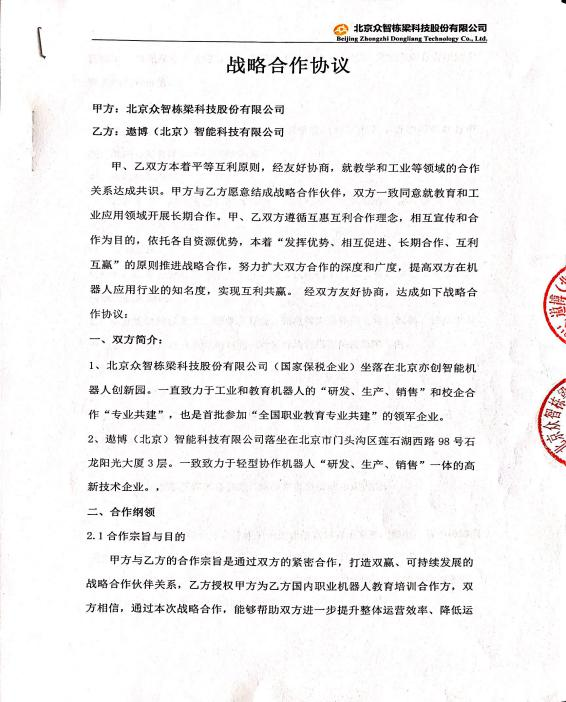 北京众智栋梁科技股份有限公司
Beijing Zhongzhi Dongliang Technology Co., Ltd.
战略合作协议
甲方：北京众智栋梁科技股份有限公司
乙方：遨博（北京）智能科技有限公司
甲、乙双方本着平等互利原则，经友好协商，就教学和工业等领域的合作
关系达成共识。甲方与乙方愿意结成战略合作伙伴，双方一致同意就教育和工
业应用领域开展长期合作。甲、乙双方遵循互惠互利合作理念，相互宣传和合
作为目的，依托各自资源优势，本着“发挥优势、相互促进、长期合作、互利
互赢”的原则推进战略合作，努力扩大双方合作的深度和广度，提高双方在机
器人应用行业的知名度，实现互利共赢。 经双方友好协商，达成如下战略合
作协议：
一、双方简介：
1、北京众智栋梁科技股份有限公司（国家保税企业）坐落在北京亦创智能机
器人创新园。一直致力于工业和教育机器人的“研发、生产、销售”和校企合
作“专业共建”，也是首批参加“全国职业教育专业共建”的领军企业。
2、遨博（北京）智能科技有限公司落坐在北京市门头沟区莲石湖西路 98 号石
龙阳光大厦 3 层。一致致力于轻型协作机器人“研发、生产、销售”一体的高
新技术企业。，
二、合作纲领
2.1 合作宗旨与目的
甲方与乙方的合作宗旨是通过双方的紧密合作，打造双赢、可持续发展的
战略合作伙伴关系，乙方授权甲方为乙方国内职业机器人教育培训合作方，双
方相信，通过本次战略合作，能够帮助双方进一步提升整体运营效率、降低运
遨博（
北京众智栋梁